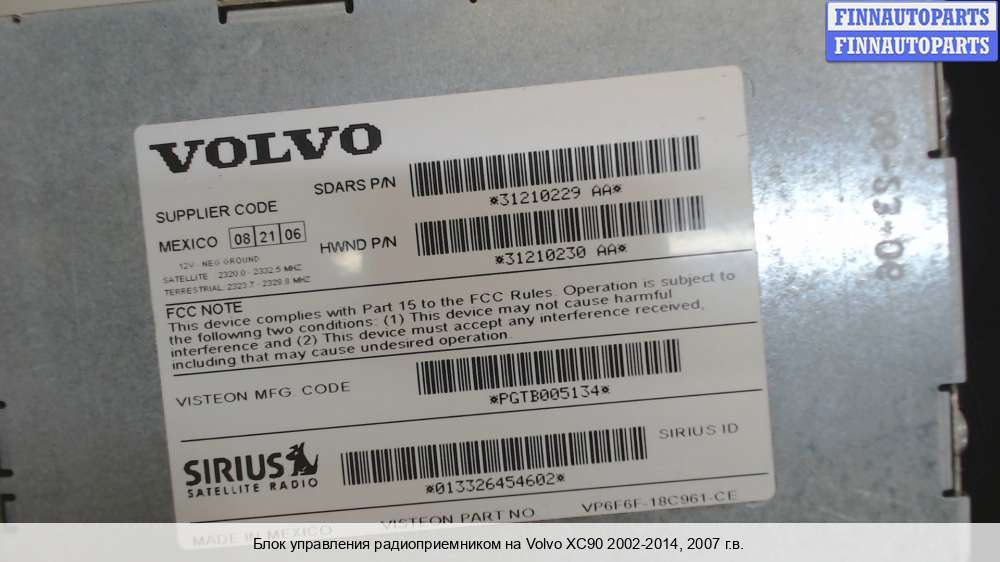 FINNAUTOPARTS
FINNAUTOPARTS
VOLVO
SDARS P/N
*31210229 AA*
SUPPLIER CODE
MEXICO 08 21 06
HWND P/N
*31210230 AA*
12V - NEG GROUND
SATELLITE 2320.0 - 2332.5 MHZ
TERRESTRIAL 2323.7 - 2328.8 MHZ
FCC NOTE
This device complies with Part 15 to the FCC Rules. Operation is subject to
the following two conditions: (1) This device may not cause harmful
interference and (2) This device must accept any interference received,
including that may cause undesired operation.
VISTEON MFG. CODE
*PGTB005134*
SIRIUS
SATELLITE RADIO
*013326454602*
SIRIUS ID
MADE IN MEXICO
VISTEON PART NO
VP6F6F-18C961-CE
Блок управления радиоприемником на Volvo XC90 2002-2014, 2007 г.в.